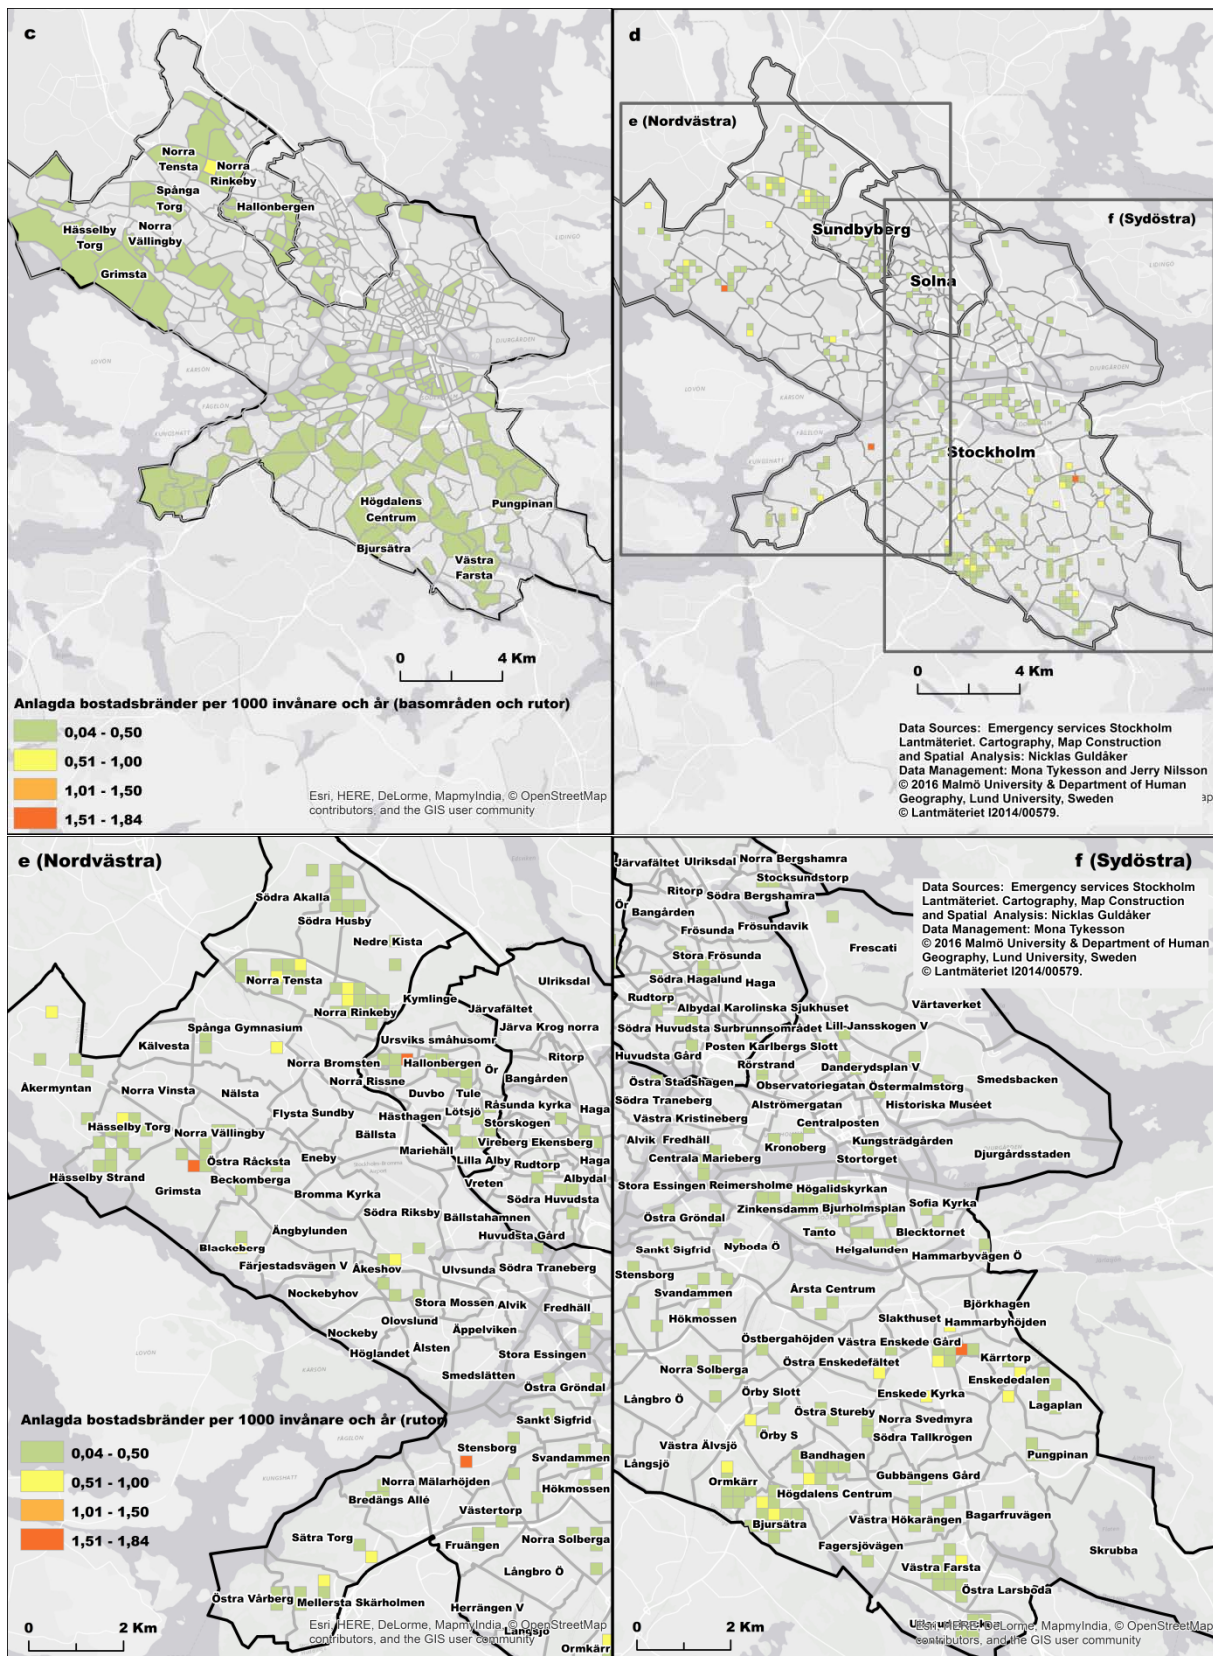 c
Norra
Tensta
Norra
Rinkeby
Spånga
Torg
Hallonbergen
Hässelby
Torg
Norra
Vällingby
Grimsta
LIDINGÖ
DJURGÅRDEN
LOVÖN
KÄRSÖN
FÅGELÖN
KUNGSHATT
Högdalens
Centrum
Pungpinan
Bjursätra
Västra
Farsta
0 4 Km
Anlagda bostadsbränder per 1000 invånare och år (basområden och rutor)
0,04 - 0,50
0,51 - 1,00
1,01 - 1,50
1,51 - 1,84
Esri, HERE, DeLorme, MapmyIndia, © OpenStreetMap
contributors, and the GIS user community
d
e (Nordvästra)
f (Sydöstra)
Sundbyberg
Solna
Stockholm
LIDINGÖ
DJURGÅRDEN
LOVÖN
KÄRSÖN
FÅGELÖN
KUNGSHATT
0 4 Km
Data Sources: Emergency services Stockholm
Lantmäteriet. Cartography, Map Construction
and Spatial Analysis: Nicklas Guldåker
Data Management: Mona Tykesson and Jerry Nilsson
© 2016 Malmö University & Department of Human
Geography, Lund University, Sweden
© Lantmäteriet I2014/00579.
e (Nordvästra)
Södra Akalla
Södra Husby
Nedre Kista
Norra Tensta
Ulriksdal
Norra Rinkeby
Kymlinge
Järvafältet
Spånga Gymnasium
Järva Krog norra
Kälvesta
Ursviks småhusomr
Norra Bromsten
Hallonbergen
Ritorp
Åkermyntan
Norra Rissne
Ör
Bangården
Norra Vinsta
Nälsta
Duvbo
Tule
Flysta Sundby
Hästhagen
Lötsjö
Råsunda kyrka
Haga
Storskogen
Hässelby Torg
Norra Vällingby
Bällsta
Vireberg Ekensberg
Mariehäll
Östra Råcksta
Eneby
Lilla Alby
Rudtorp
Haga
Hässelby Strand
Beckomberga
Vreten
Albydal
Grimsta
Bromma Kyrka
Södra Huvudsta
Södra Riksby
Bällstahamnen
Ängbylunden
Huvudsta Gård
Blackeberg
Färjestadsvägen V
Åkeshov
Ulvsunda
Södra Traneberg
Nockebyhov
Stora Mossen
Alvik
Fredhäll
Olovslund
Nockeby
Äppelviken
Höglandet
Ålsten
Stora Essingen
Smedslätten
Östra Gröndal
LOVÖN
KÄRSÖN
Anlagda bostadsbränder per 1000 invånare och år (rutor)
0,04 - 0,50
0,51 - 1,00
1,01 - 1,50
1,51 - 1,84
Sankt Sigfrid
FÅGELÖN
Stensborg
Svandammen
KUNGSHATT
Norra Mälarhöjden
Hökmossen
Bredängs Allé
Västertorp
Sätra Torg
Fruängen
Norra Solberga
Långbro Ö
Östra Vårberg
Mellersta Skärholmen
Herrängen V
Långsjö
Ormkärr
0 2 Km
Esri, HERE, DeLorme, MapmyIndia, © OpenStreetMap
contributors, and the GIS user community
f (Sydöstra)
Data Sources: Emergency services Stockholm
Lantmäteriet. Cartography, Map Construction
and Spatial Analysis: Nicklas Guldåker
Data Management: Mona Tykesson
© 2016 Malmö University & Department of Human
Geography, Lund University, Sweden
© Lantmäteriet I2014/00579.
Järvafältet
Ulriksdal
Norra Bergshamra
Stocksundstorp
Ritorp
Södra Bergshamra
Ör
Bangården
Frösunda
Frösundavik
Frescati
Stora Frösunda
Södra Hagalund
Haga
Rudtorp
Albydal
Karolinska Sjukhuset
Värtaverket
Södra Huvudsta
Surbrunnsområdet
Lill-Jansskogen V
Posten Karlbergs Slott
Huvudsta Gård
Rörstrand
Danderydsplan V
Östra Stadshagen
Observatoriegatan
Östermalmstorg
Smedsbacken
Södra Traneberg
Alströmergatan
Historiska Muséet
Västra Kristineberg
Centralposten
Alvik
Fredhäll
Kronoberg
Kungsträdgården
Centrala Marieberg
Stortorget
Djurgårdsstaden
DJURGÅRDEN
Stora Essingen
Reimersholme
Högalidskyrkan
Zinkensdamm
Bjurholmsplan
Sofia Kyrka
Östra Gröndal
Tanto
Blecktornet
Sankt Sigfrid
Nyboda Ö
Helgalunden
Hammarbyvägen Ö
Stensborg
Svandammen
Årsta Centrum
Björkhagen
Hökmossen
Slakthuset
Hammarbyhöjden
Östbergahöjden
Västra Enskede Gård
Kärrtorp
Norra Solberga
Östra Enskedefältet
Enskededalen
Långbro Ö
Örby Slott
Enskede Kyrka
Lagaplan
Östra Stureby
Norra Svedmyra
Örby S
Södra Tallkrogen
Västra Älvsjö
Bandhagen
Pungpinan
Långsjö
Gubbängens Gård
Ormkärr
Högdalens Centrum
Bjursätra
Västra Hökarängen
Bagarfruvägen
Fagersjövägen
Skrubba
Västra Farsta
Östra Larsboda
0 2 Km
Esri, HERE, DeLorme, MapmyIndia, © OpenStreetMap
contributors, and the GIS user community